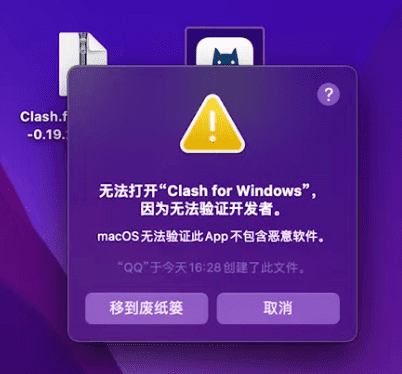 Clash.f
-0.19.
?
无法打开“Clash for Windows”，
因为无法验证开发者。
macOS 无法验证此App不包含恶意软件。
“QQ”于今天16:28创建了此文件。
移到废纸篓
取消